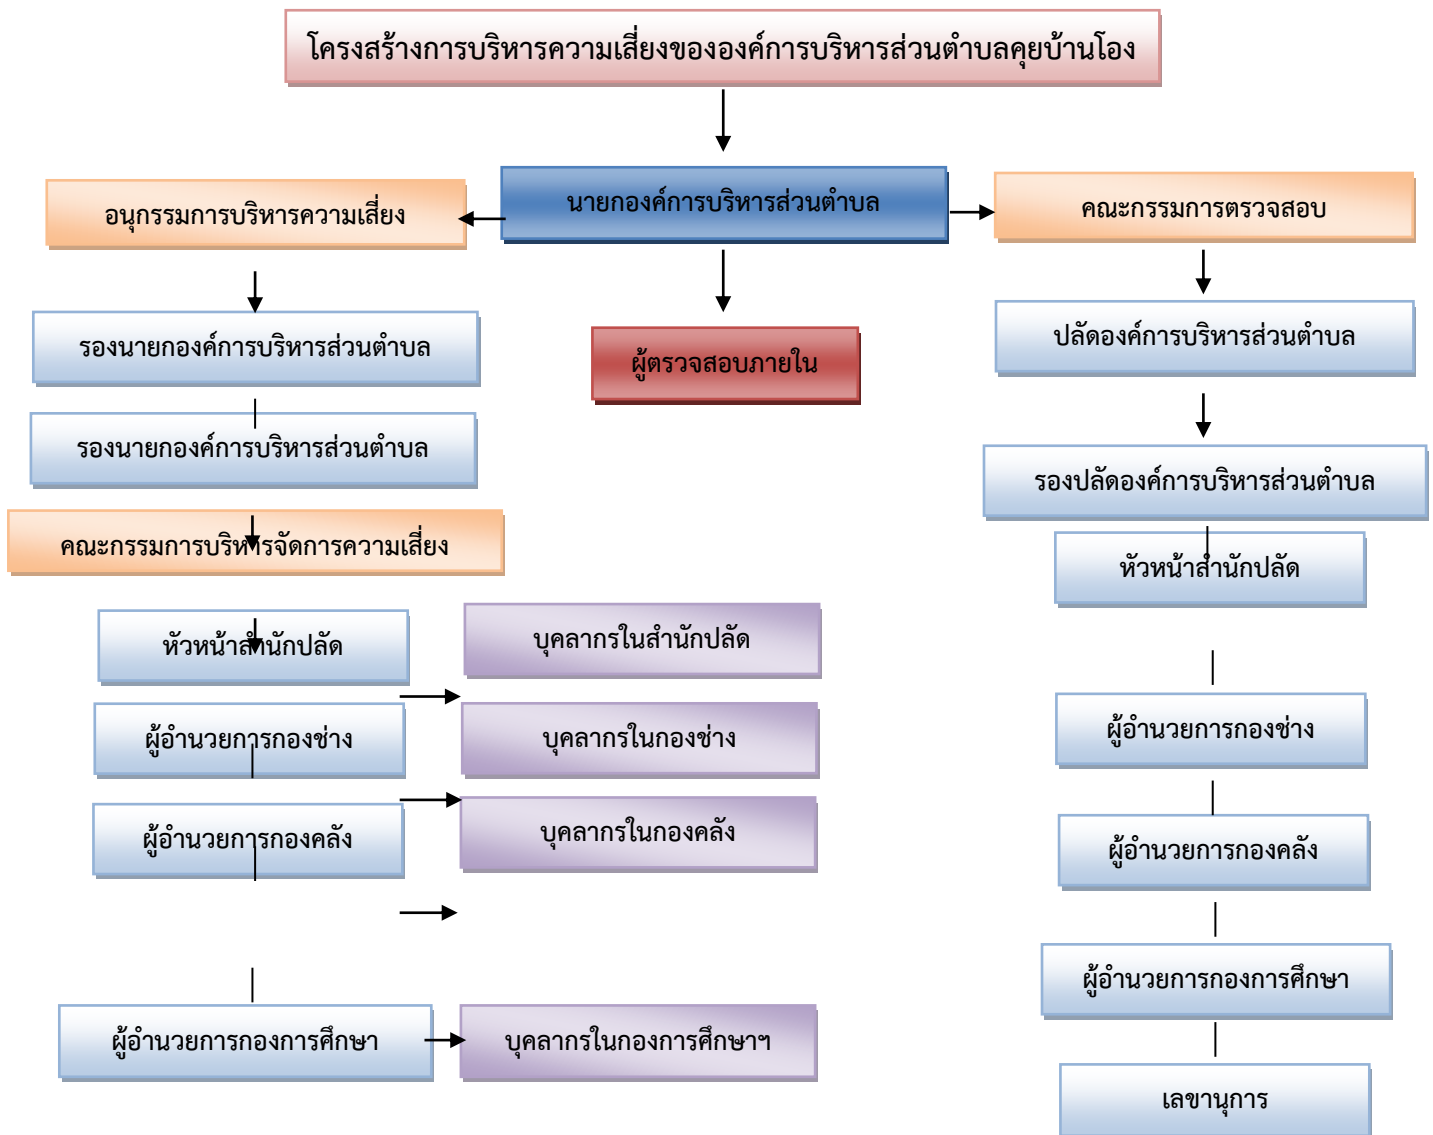 โครงสร้างการบริหารความเสี่ยงขององค์การบริหารส่วนตำบลคุยบ้านโอง
นายกองค์การบริหารส่วนตำบล
อนุกรรมการบริหารความเสี่ยง
คณะกรรมการตรวจสอบ
รองนายกองค์การบริหารส่วนตำบล
ผู้ตรวจสอบภายใน
ปลัดองค์การบริหารส่วนตำบล
รองนายกองค์การบริหารส่วนตำบล
รองปลัดองค์การบริหารส่วนตำบล
คณะกรรมการบริหารจัดการความเสี่ยง
หัวหน้าสำนักปลัด
หัวหน้าสำนักปลัด
บุคลากรในสำนักปลัด
ผู้อำนวยการกองช่าง
บุคลากรในกองช่าง
ผู้อำนวยการกองช่าง
ผู้อำนวยการกองคลัง
บุคลากรในกองคลัง
ผู้อำนวยการกองคลัง
ผู้อำนวยการกองการศึกษา
ผู้อำนวยการกองการศึกษา
บุคลากรในกองการศึกษาฯ
เลขานุการ